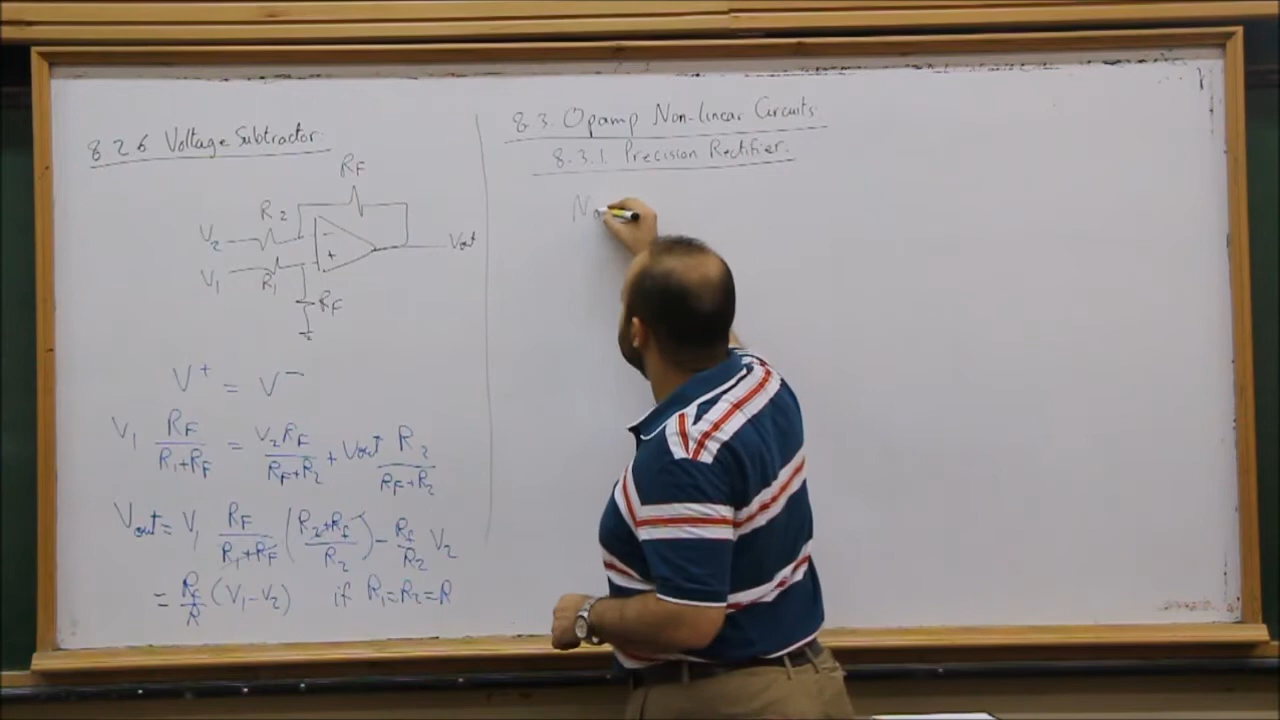 8.2.6 Voltage Subtractor.
RF
R2
V2
-
Vout
+
V1
R1
RF
V⁺ = V⁻
V1 RF/(R1+RF) = V2RF/(RF+R2) + Vout R2/(RF+R2)
Vout = V1 RF/(R1+RF) ((R2+Rf)/R2) - Rf/R2 V2
= Rf/R (V1-V2) if R1=R2=R
8.3. Opamp Non-linear Circuits.
8.3.1. Precision Rectifier.
No